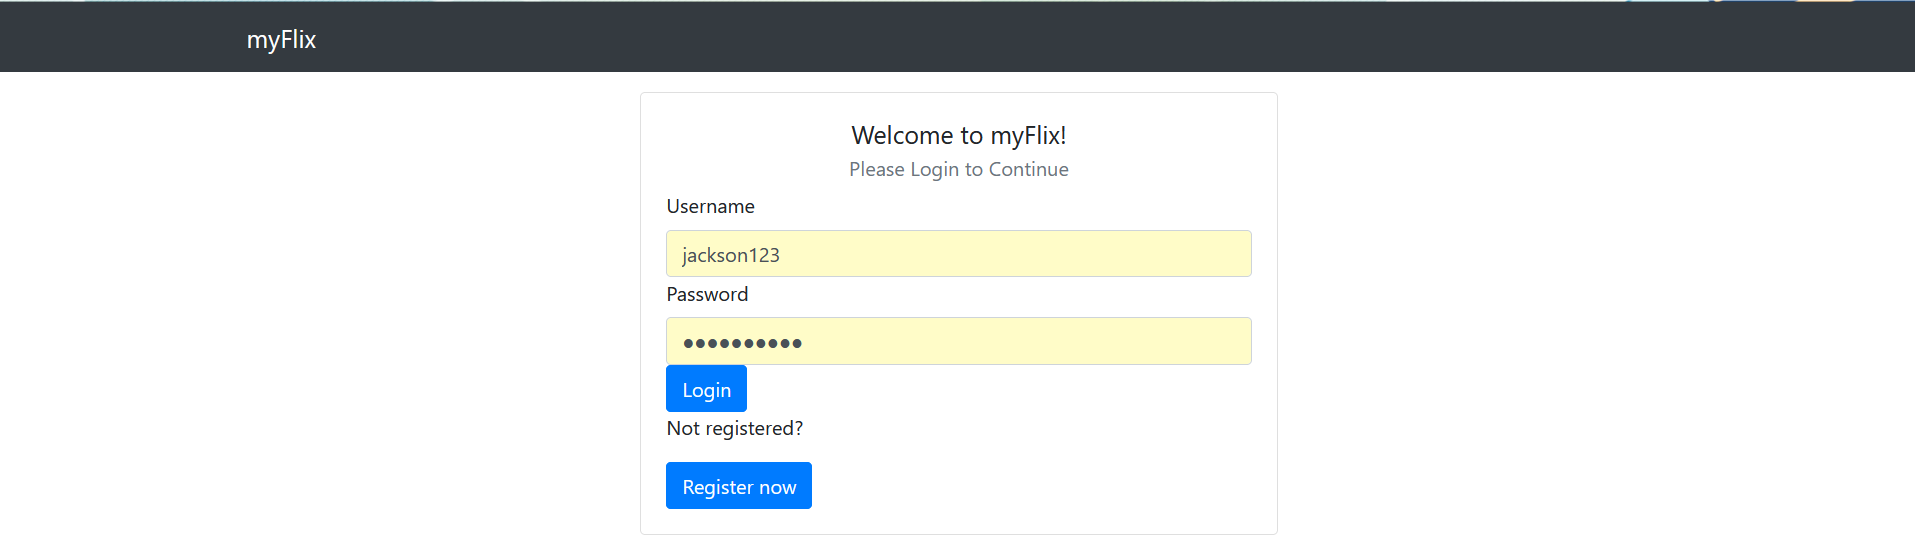 myFlix
Welcome to myFlix!
Please Login to Continue
Username
jackson123
Password
●●●●●●●●●●
Login
Not registered?
Register now